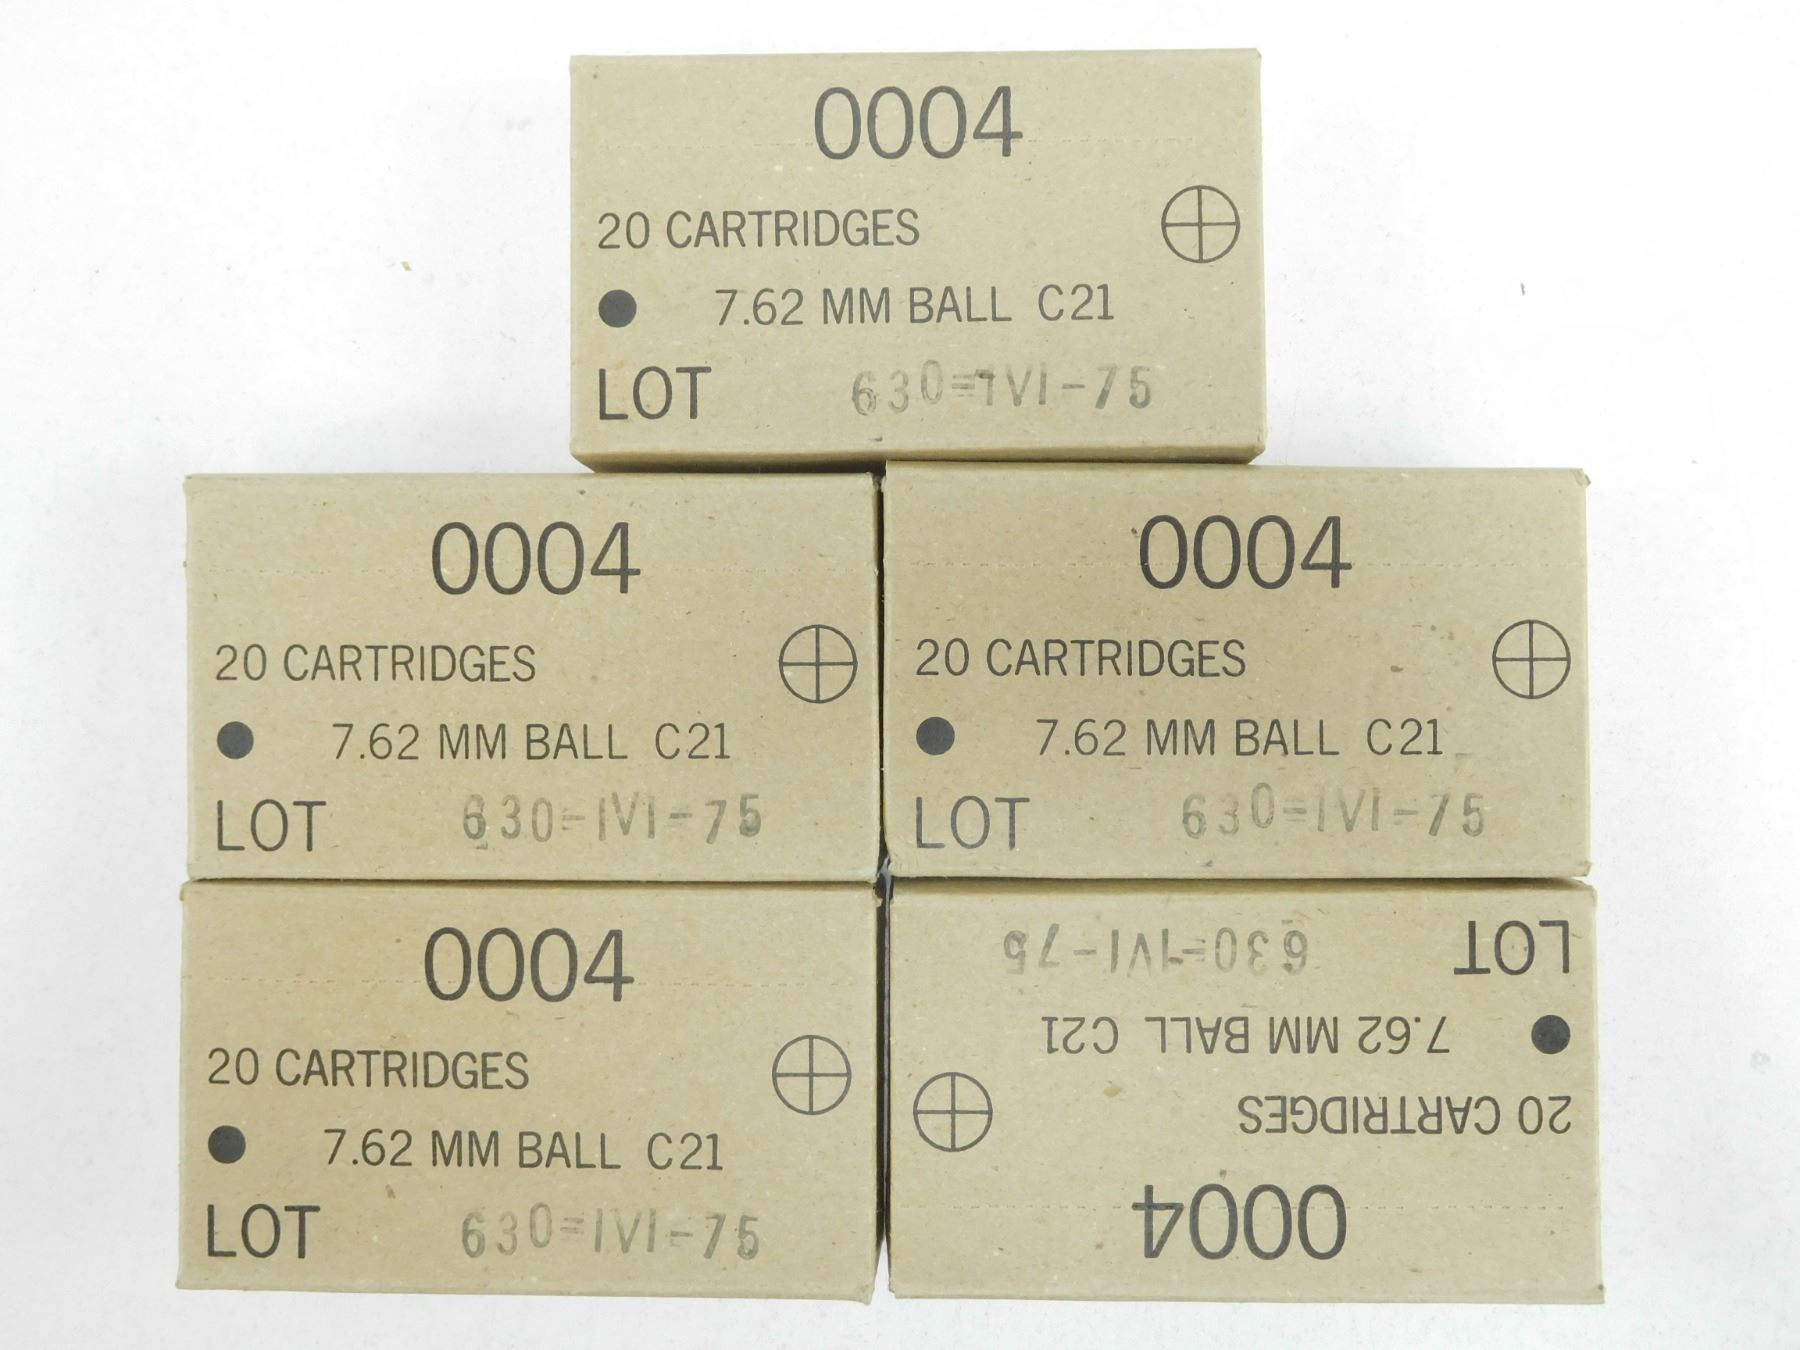 0004
20 CARTRIDGES
7.62 MM BALL C21
LOT 630=IVI-75
0004
20 CARTRIDGES
7.62 MM BALL C21
LOT 630-IVI-75
0004
20 CARTRIDGES
7.62 MM BALL C21
LOT 630=IVI-75
0004
20 CARTRIDGES
7.62 MM BALL C21
LOT 630=IVI-75
0004
20 CARTRIDGES
7.62 MM BALL C21
LOT 630=IVI-75